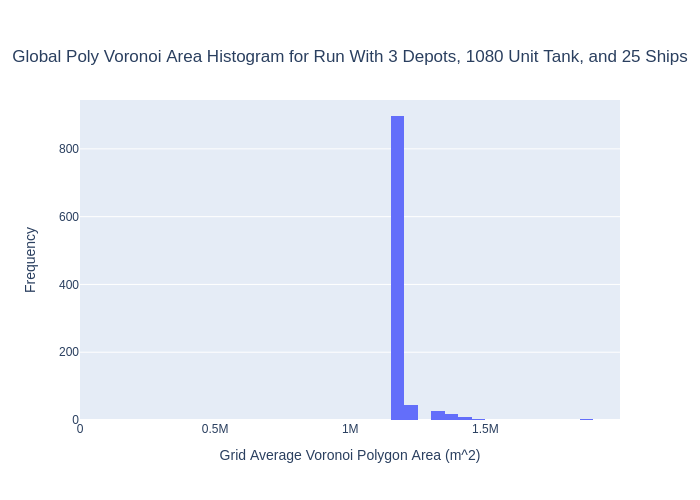 Global Poly Voronoi Area Histogram for Run With 3 Depots, 1080 Unit Tank, and 25 Ships
800
600
400
200
0
Frequency
0 0.5M 1M 1.5M
Grid Average Voronoi Polygon Area (m^2)